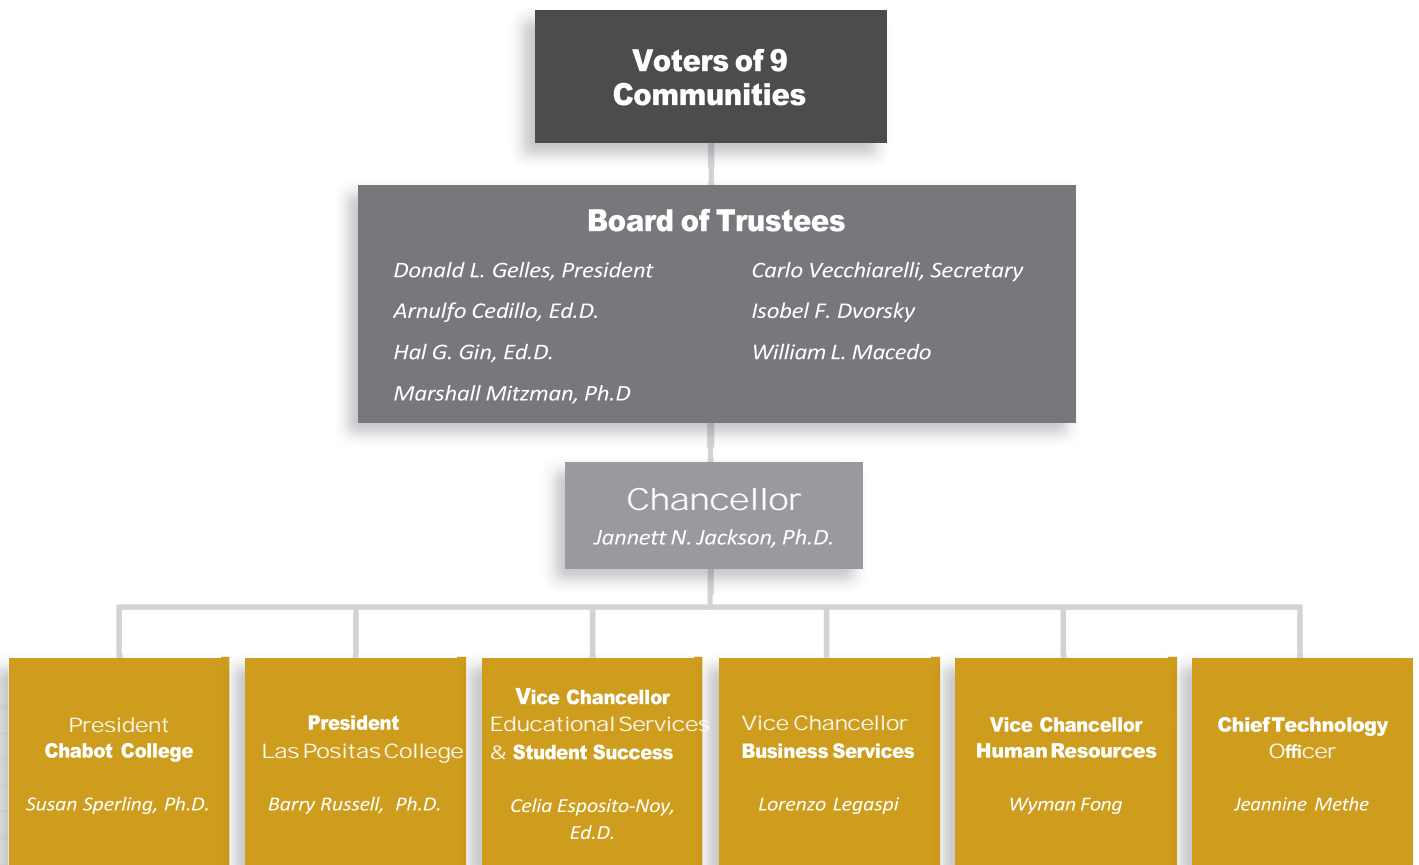 Voters of 9
Communities
Board of Trustees
Donald L. Gelles, President
Carlo Vecchiarelli, Secretary
Arnulfo Cedillo, Ed.D.
Isobel F. Dvorsky
Hal G. Gin, Ed.D.
William L. Macedo
Marshall Mitzman, Ph.D
Chancellor
Jannett N. Jackson, Ph.D.
President
Chabot College
Susan Sperling, Ph.D.
President
Las Positas College
Barry Russell, Ph.D.
Vice Chancellor
Educational Services
& Student Success
Celia Esposito-Noy,
Ed.D.
Vice Chancellor
Business Services
Lorenzo Legaspi
Vice Chancellor
Human Resources
Wyman Fong
Chief Technology
Officer
Jeannine Methe